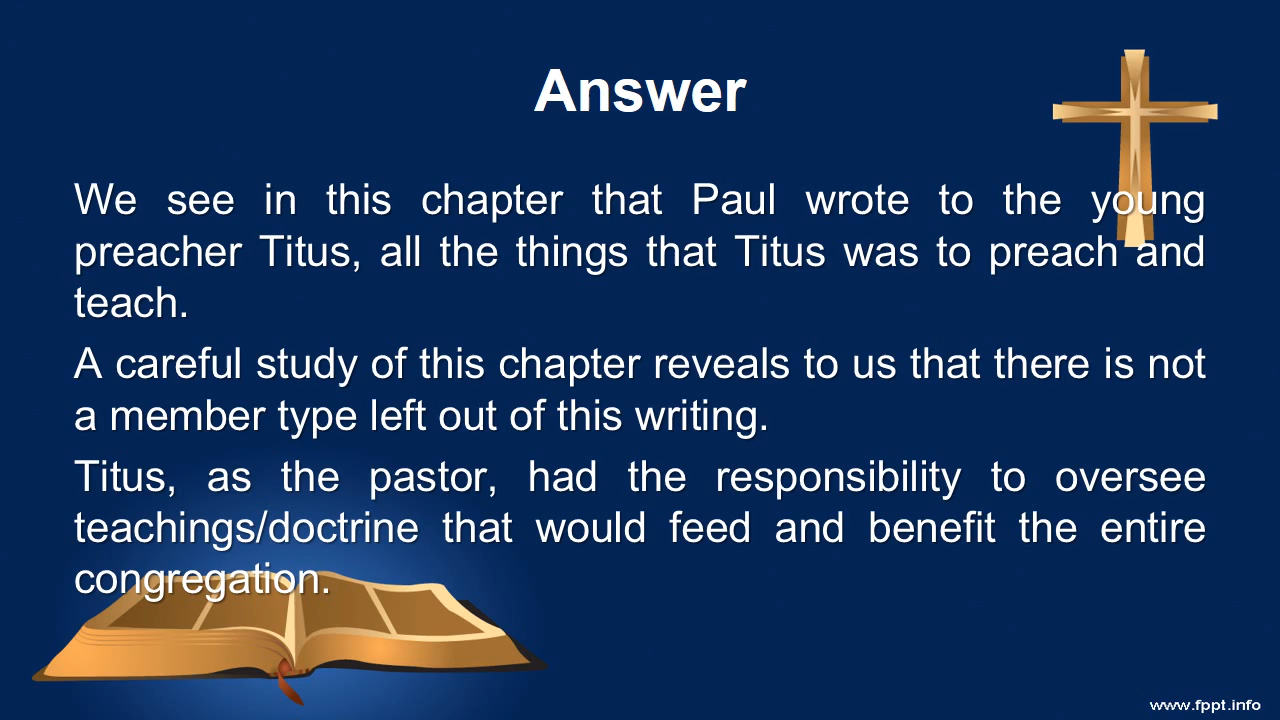 Answer
We see in this chapter that Paul wrote to the young
preacher Titus, all the things that Titus was to preach and
teach.
A careful study of this chapter reveals to us that there is not
a member type left out of this writing.
Titus, as the pastor, had the responsibility to oversee
teachings/doctrine that would feed and benefit the entire
congregation.
www.fppt.info